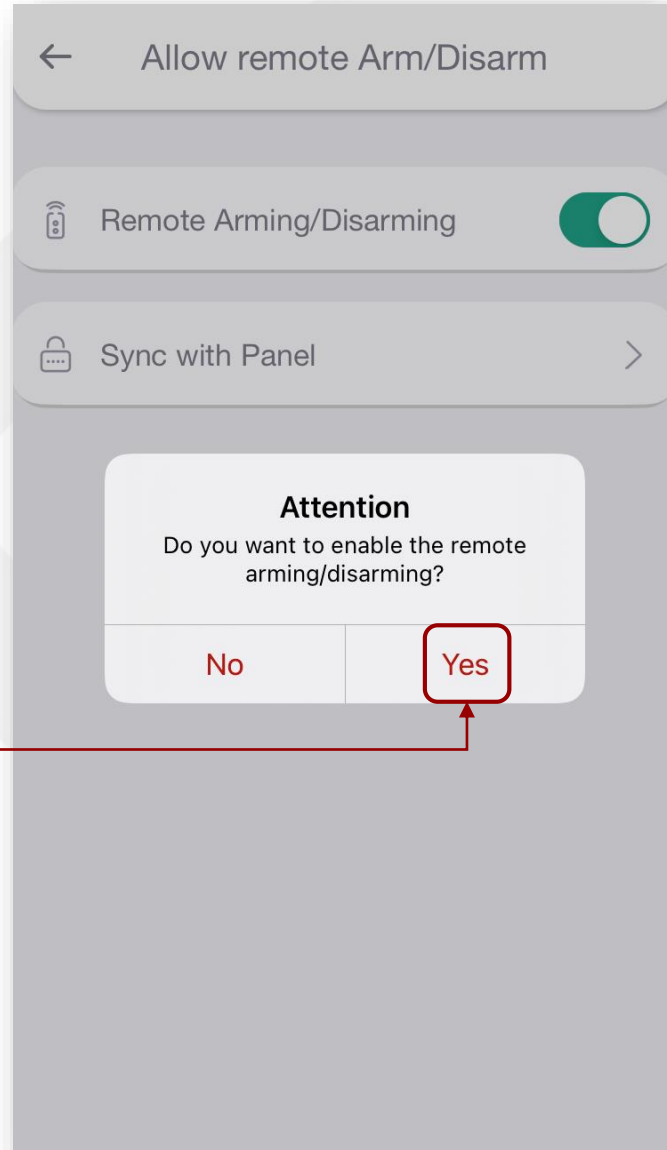 Allow remote Arm/Disarm
Remote Arming/Disarming
Sync with Panel
Attention
Do you want to enable the remote
arming/disarming?
No
Yes